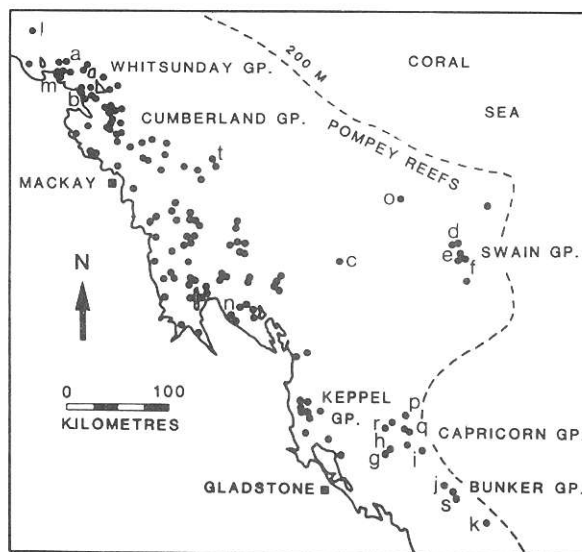 l
a
WHITSUNDAY GP.
m
b
CUMBERLAND GP.
200 M
CORAL
SEA
POMPEY REEFS
t
MACKAY
o
d
e
f
SWAIN GP.
c
N
n
0 100
KILOMETRES
KEPPEL
GP.
p
r
q
CAPRICORN GP.
h
g
i
GLADSTONE
j
BUNKER GP.
s
k